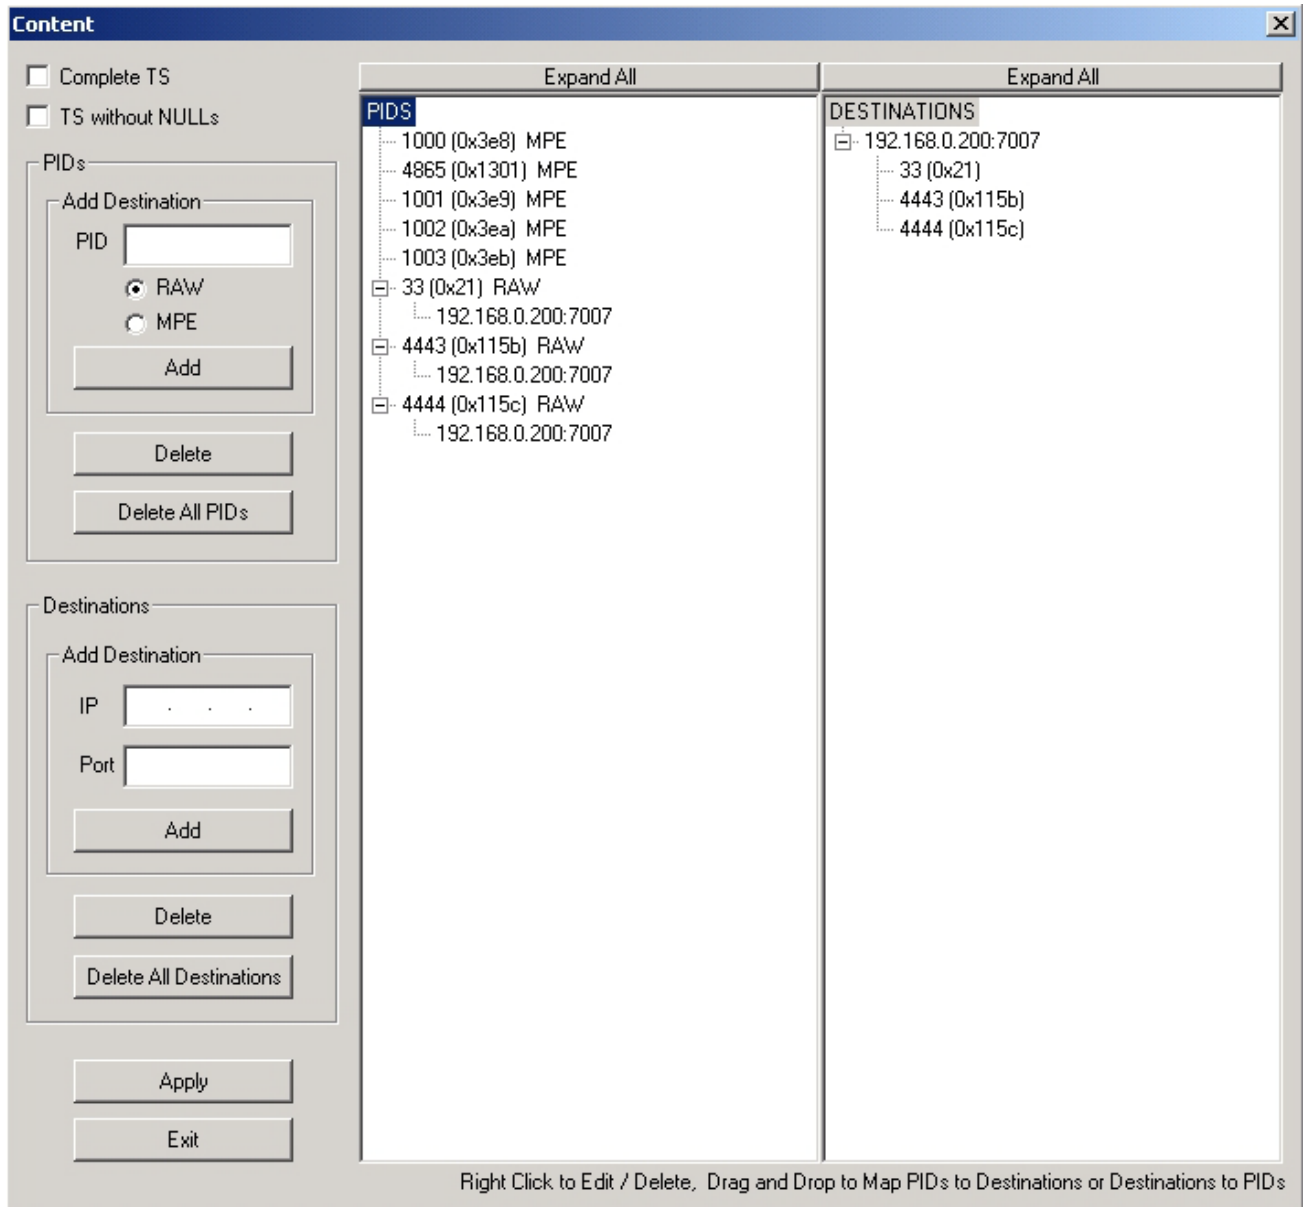 Content
Complete TS
TS without NULLs
PIDs
Add Destination
PID
RAW
MPE
Add
Delete
Delete All PIDs
Destinations
Add Destination
IP . . .
Port
Add
Delete
Delete All Destinations
Apply
Exit
Expand All
PIDS
1000 (0x3e8) MPE
4865 (0x1301) MPE
1001 (0x3e9) MPE
1002 (0x3ea) MPE
1003 (0x3eb) MPE
33 (0x21) RAW
192.168.0.200:7007
4443 (0x115b) RAW
192.168.0.200:7007
4444 (0x115c) RAW
192.168.0.200:7007
Expand All
DESTINATIONS
192.168.0.200:7007
33 (0x21)
4443 (0x115b)
4444 (0x115c)
Right Click to Edit / Delete, Drag and Drop to Map PIDs to Destinations or Destinations to PIDs